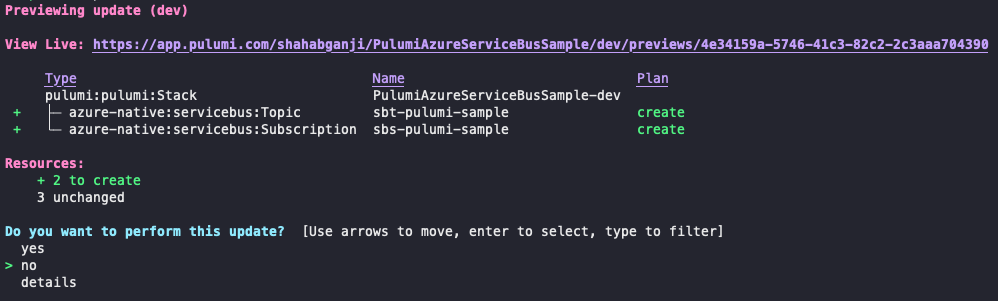 Previewing update (dev)
View Live: https://app.pulumi.com/shahabganji/PulumiAzureServiceBusSample/dev/previews/4e34159a-5746-41c3-82c2-2c3aaa704390
Type Name Plan
pulumi:pulumi:Stack PulumiAzureServiceBusSample-dev
+ ├─ azure-native:servicebus:Topic sbt-pulumi-sample create
+ └─ azure-native:servicebus:Subscription sbs-pulumi-sample create
Resources:
+ 2 to create
3 unchanged
Do you want to perform this update? [Use arrows to move, enter to select, type to filter]
yes
> no
details